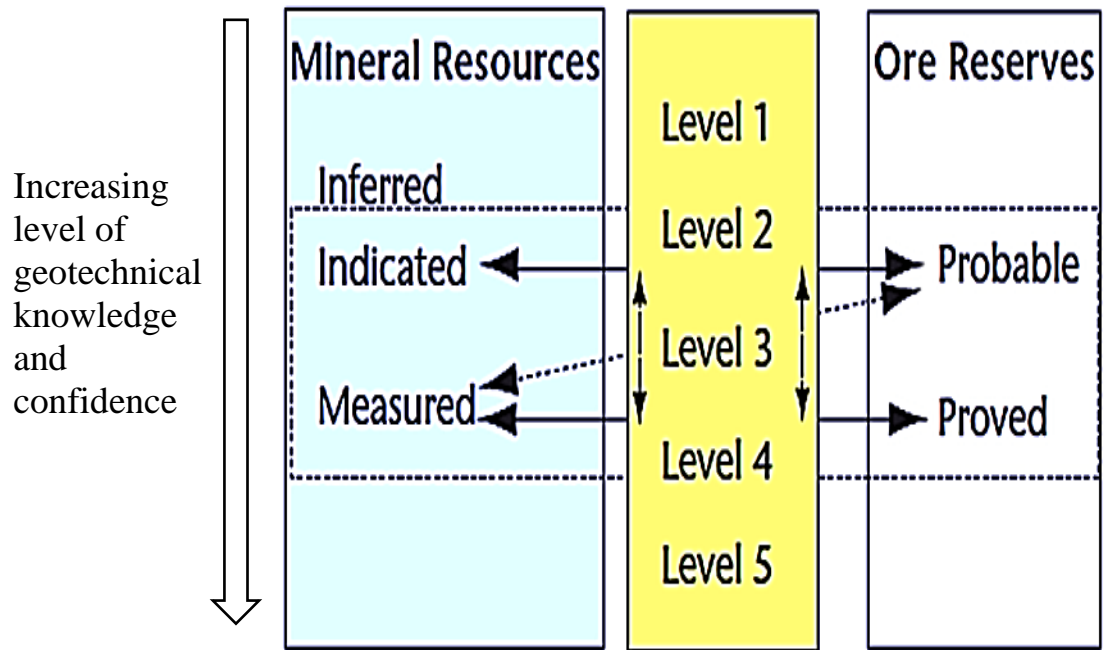 Increasing
level of
geotechnical
knowledge
and
confidence
Mineral Resources
Inferred
Indicated
Measured
Level 1
Level 2
Level 3
Level 4
Level 5
Ore Reserves
Probable
Proved